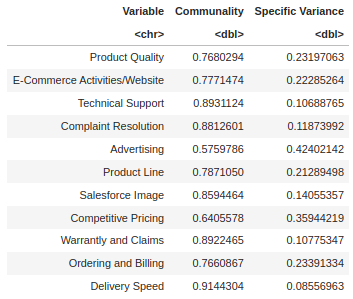 Variable Communality Specific Variance
<chr> <dbl> <dbl>
Product Quality 0.7680294 0.23197063
E-Commerce Activities/Website 0.7771474 0.22285264
Technical Support 0.8931124 0.10688765
Complaint Resolution 0.8812601 0.11873992
Advertising 0.5759786 0.42402142
Product Line 0.7871050 0.21289498
Salesforce Image 0.8594464 0.14055357
Competitive Pricing 0.6405578 0.35944219
Warrantly and Claims 0.8922465 0.10775347
Ordering and Billing 0.7660867 0.23391334
Delivery Speed 0.9144304 0.08556963